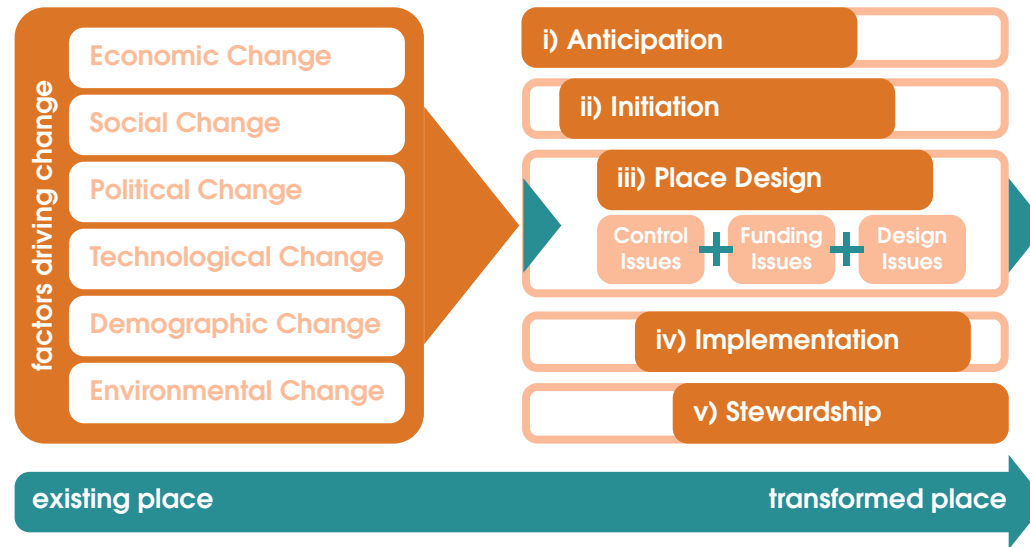 factors driving change
Economic Change
Social Change
Political Change
Technological Change
Demographic Change
Environmental Change
i) Anticipation
ii) Initiation
iii) Place Design
Control
Issues
+
Funding
Issues
+
Design
Issues
iv) Implementation
v) Stewardship
existing place
transformed place